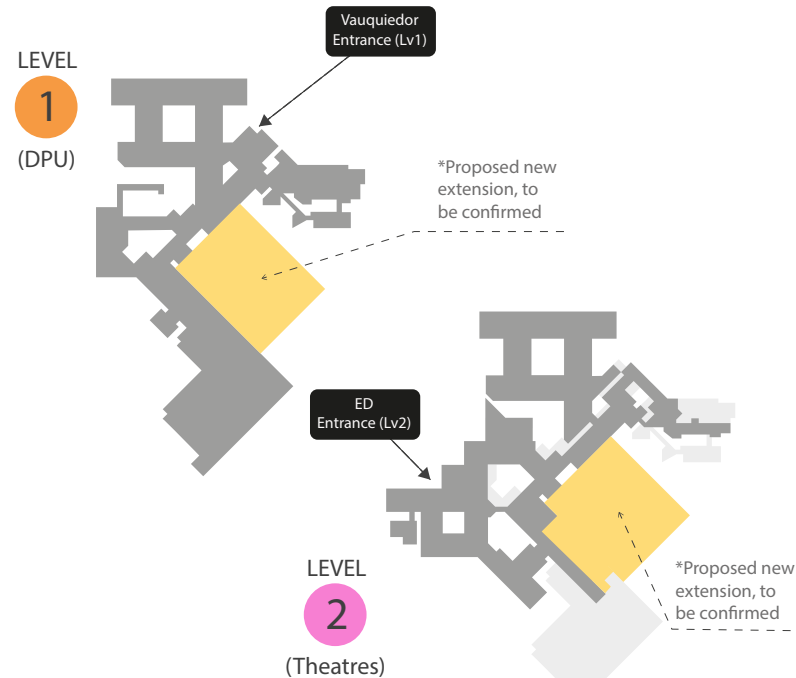 Vauquiedor
Entrance (Lv1)
LEVEL
1
(DPU)
*Proposed new
extension, to
be confirmed
ED
Entrance (Lv2)
LEVEL
2
(Theatres)
*Proposed new
extension, to
be confirmed